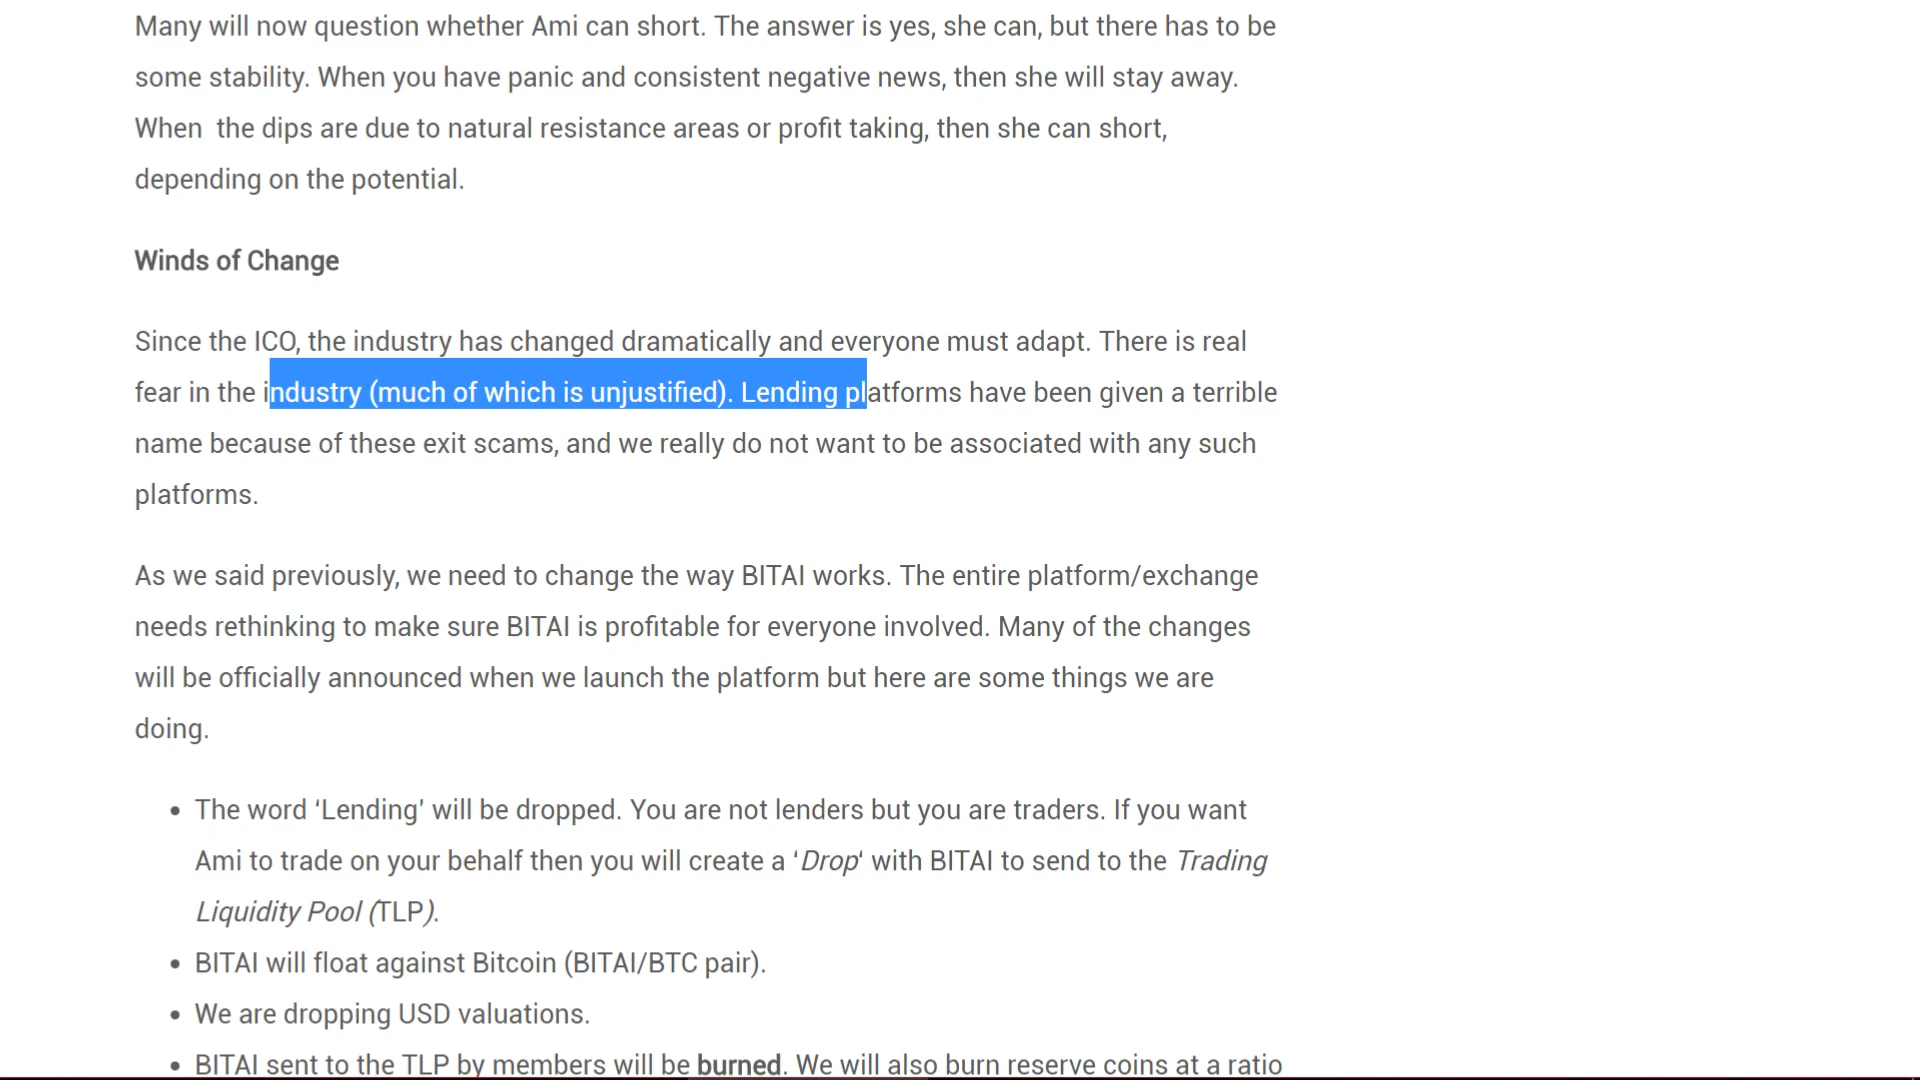 Many will now question whether Ami can short. The answer is yes, she can, but there has to be
some stability. When you have panic and consistent negative news, then she will stay away.
When  the dips are due to natural resistance areas or profit taking, then she can short,
depending on the potential.
Winds of Change
Since the ICO, the industry has changed dramatically and everyone must adapt. There is real
fear in the industry (much of which is unjustified). Lending platforms have been given a terrible
name because of these exit scams, and we really do not want to be associated with any such
platforms.
As we said previously, we need to change the way BITAI works. The entire platform/exchange
needs rethinking to make sure BITAI is profitable for everyone involved. Many of the changes
will be officially announced when we launch the platform but here are some things we are
doing.
• The word ‘Lending’ will be dropped. You are not lenders but you are traders. If you want
Ami to trade on your behalf then you will create a ‘Drop‘ with BITAI to send to the Trading
Liquidity Pool (TLP).
• BITAI will float against Bitcoin (BITAI/BTC pair).
• We are dropping USD valuations.
• BITAI sent to the TLP by members will be burned. We will also burn reserve coins at a ratio